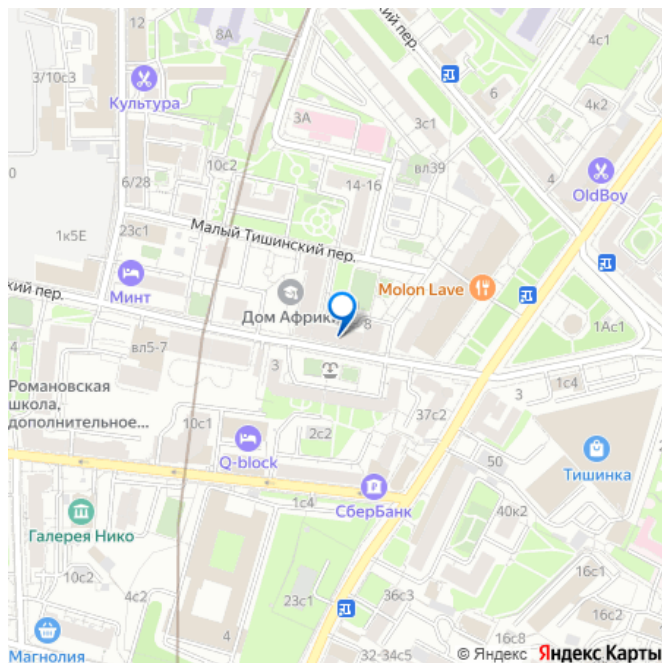 12
8А
кий пер.
4с1
3/10с3
Культура
6
4к2
3А
3с1
10с2
вл39
OldBoy
4
14-16
6/28
0
23с1
1к5Е
Малый Тишинский пер.
Минт
Molon Lave
кий пер.
Дом Африки
8
1Ас1
4
вл5-7
3
Романовская
школа,
дополнительное...
1с4
3
37с2
10с1
2с2
Q-block
50
Тишинка
СберБанк
1с4
40к2
Галерея Нико
10с2
16с1
4с2
23с1
36с3
16с2
4
16с8
Магнолия
32-34с5
© Яндекс Яндекс Карты